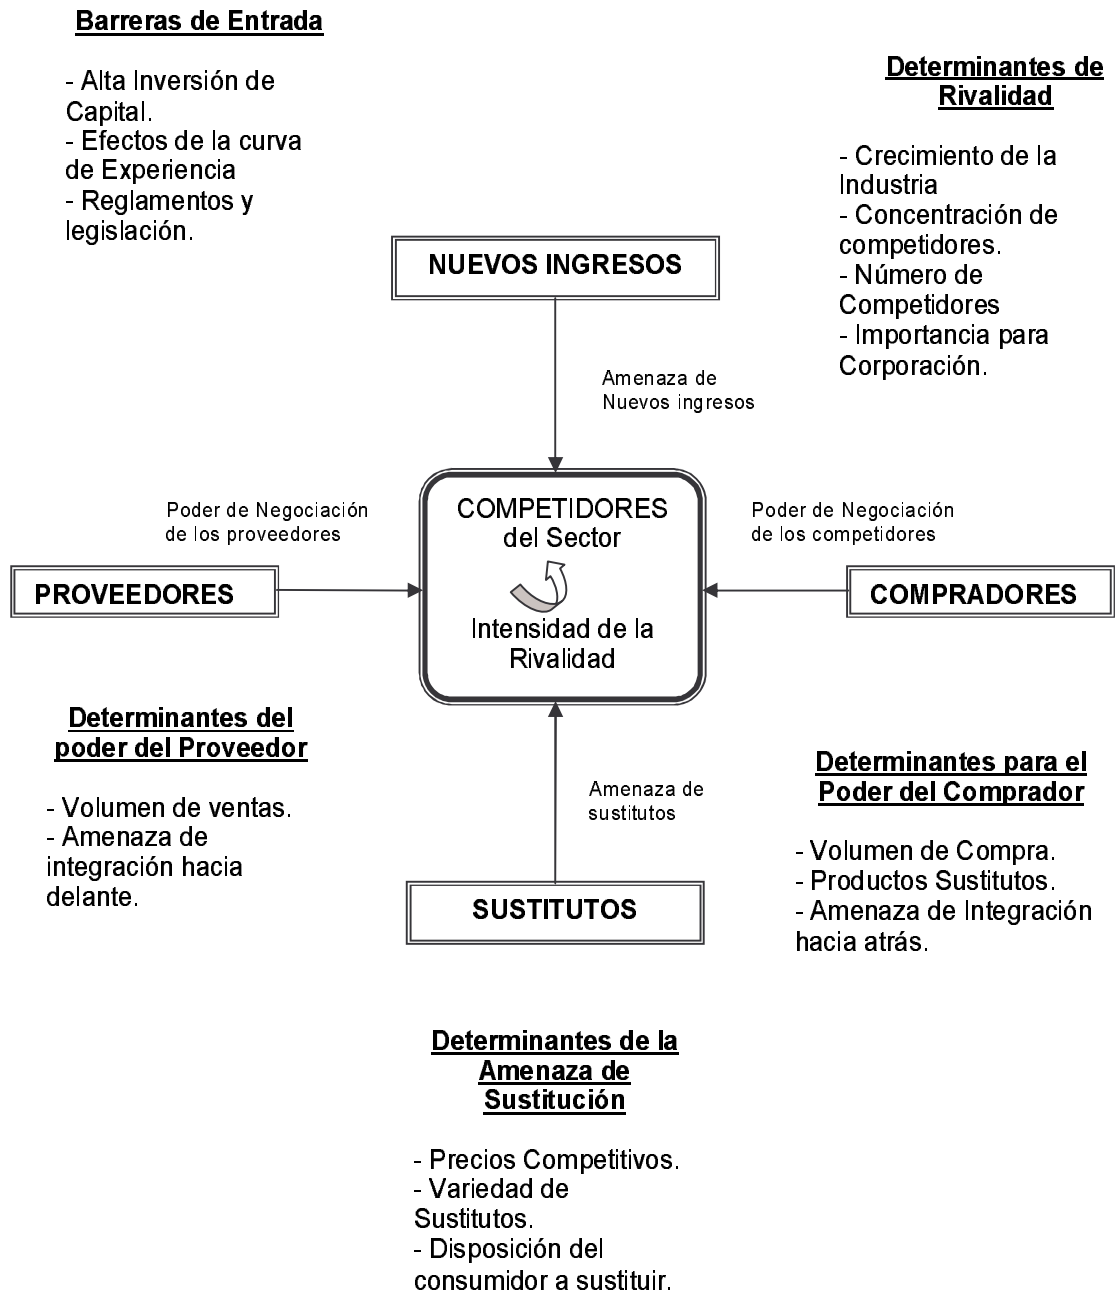 Barreras de Entrada
- Alta Inversión de
Capital.
- Efectos de la curva
de Experiencia
- Reglamentos y
legislación.
Determinantes de
Rivalidad
- Crecimiento de la
Industria
- Concentración de
competidores.
- Número de
Competidores
- Importancia para
Corporación.
NUEVOS INGRESOS
Amenaza de
Nuevos ingresos
Poder de Negociación
de los proveedores
COMPETIDORES
del Sector
Intensidad de la
Rivalidad
Poder de Negociación
de los competidores
PROVEEDORES
COMPRADORES
Determinantes del
poder del Proveedor
- Volumen de ventas.
- Amenaza de
integración hacia
delante.
Amenaza de
sustitutos
Determinantes para el
Poder del Comprador
- Volumen de Compra.
- Productos Sustitutos.
- Amenaza de Integración
hacia atrás.
SUSTITUTOS
Determinantes de la
Amenaza de
Sustitución
- Precios Competitivos.
- Variedad de
Sustitutos.
- Disposición del
consumidor a sustituir.